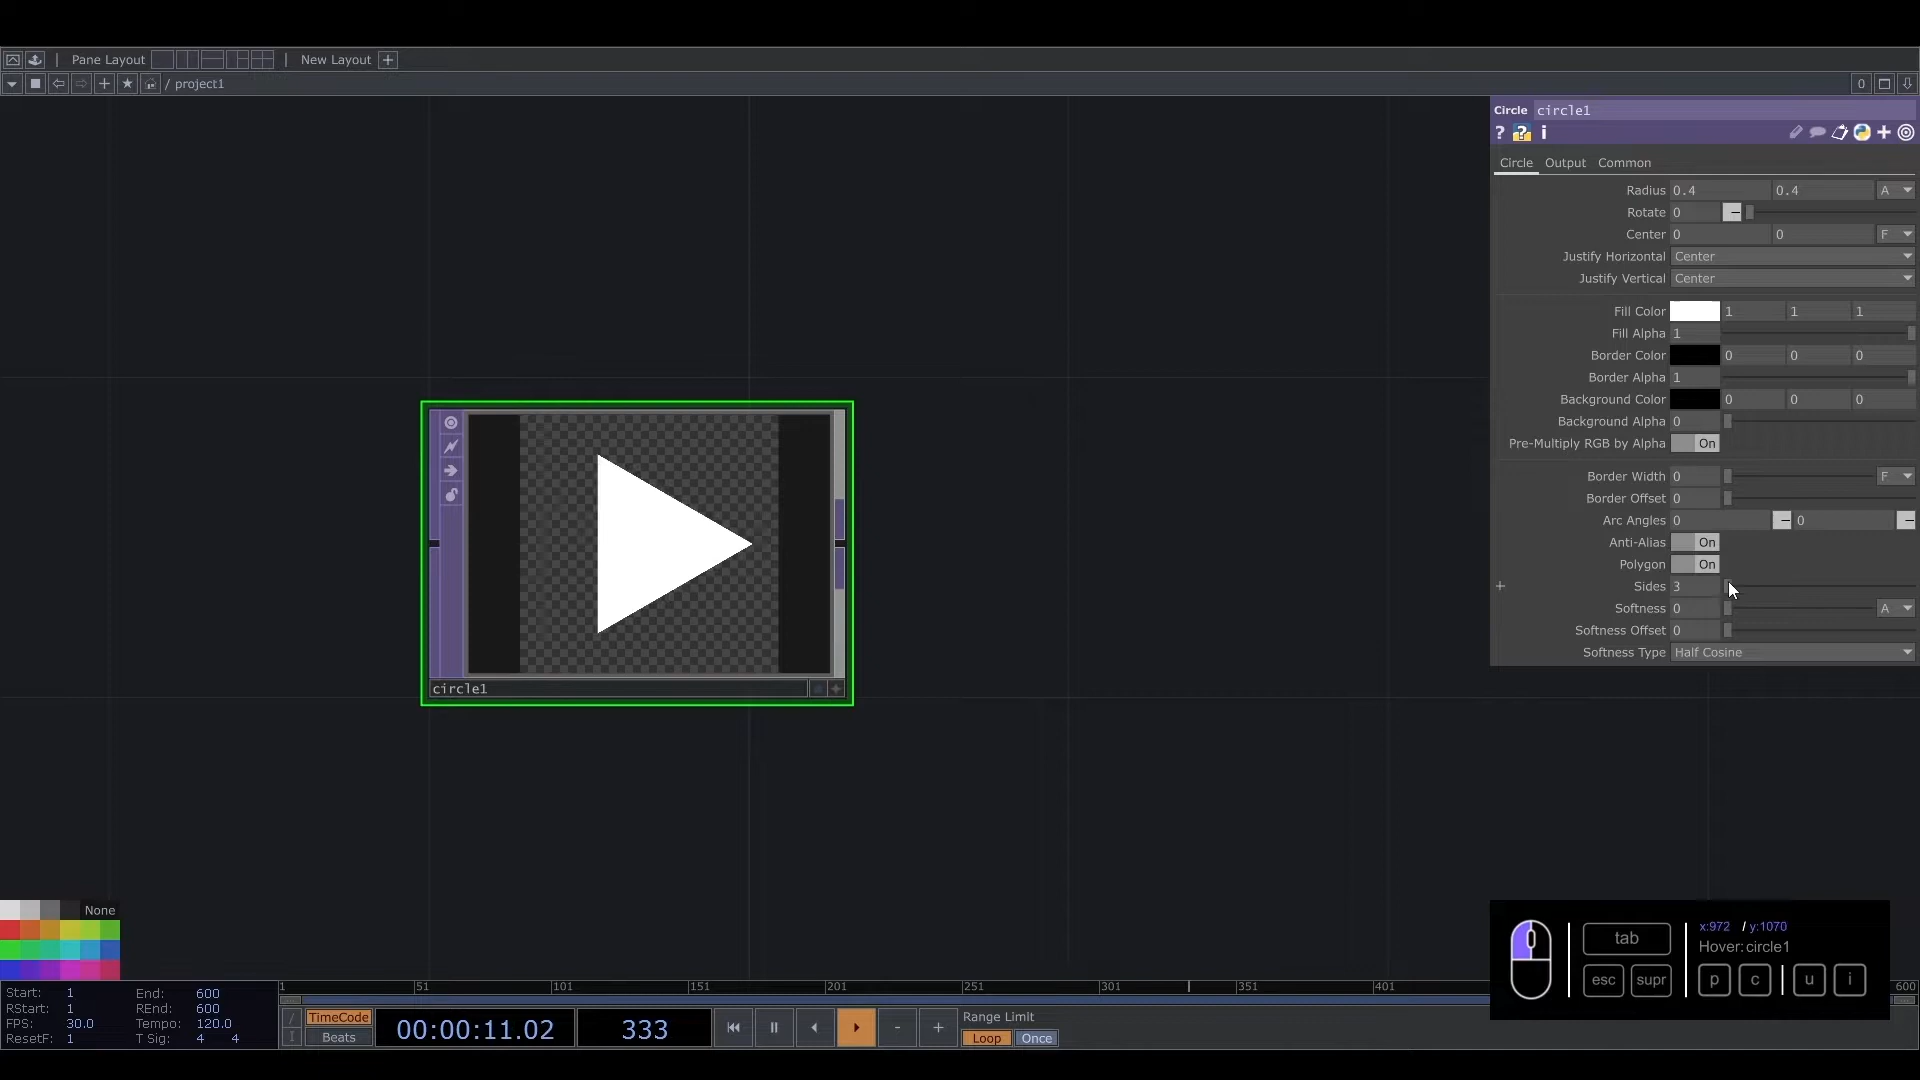 Pane Layout | New Layout +
/ project1 0
Circle circle1
? ? i
Circle Output Common
Radius 0.4 0.4 A
Rotate 0
Center 0 0 F
Justify Horizontal Center
Justify Vertical Center
Fill Color 1 1 1
Fill Alpha 1
Border Color 0 0 0
Border Alpha 1
Background Color 0 0 0
Background Alpha 0
Pre-Multiply RGB by Alpha On
Border Width 0 F
Border Offset 0
Arc Angles 0 0
Anti-Alias On
Polygon On
+ Sides 3
Softness 0 A
Softness Offset 0
Softness Type Half Cosine
circle1
None
tab
esc supr
x:972 / y:1070
Hover: circle1
p c u i
1 51 101 151 201 251 301 351 401 600
Start: 1 End: 600
RStart: 1 REnd: 600
FPS: 30.0 Tempo: 120.0
ResetF: 1 T Sig: 4 4
/ TimeCode
I Beats
00:00:11.02
333
- +
Range Limit
Loop Once